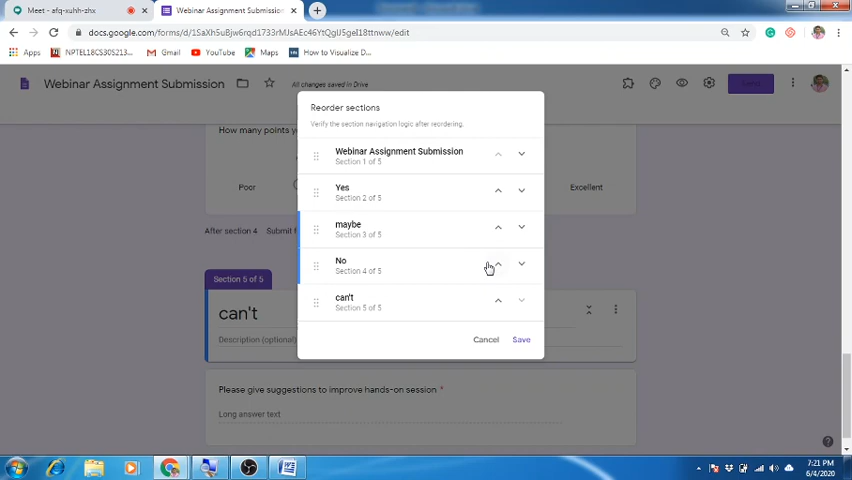 Meet - afq-xuhh-zhx
Webinar Assignment Submission
docs.google.com/forms/d/1SaXh5uBjw6rqd1733rMJsAEc46YtQgIJ5geI18ttnww/edit
Apps
NPTEL18CS30S213...
Gmail
YouTube
Maps
How to Visualize D...
Webinar Assignment Submission
All changes saved in Drive
Send
How many points yo
Poor
Excellent
After section 4
Submit f
Section 5 of 5
can't
Description (optional)
Please give suggestions to improve hands-on session *
Long answer text
Reorder sections
Verify the section navigation logic after reordering.
Webinar Assignment Submission
Section 1 of 5
Yes
Section 2 of 5
maybe
Section 3 of 5
No
Section 4 of 5
can't
Section 5 of 5
Cancel
Save
7:21 PM
6/4/2020